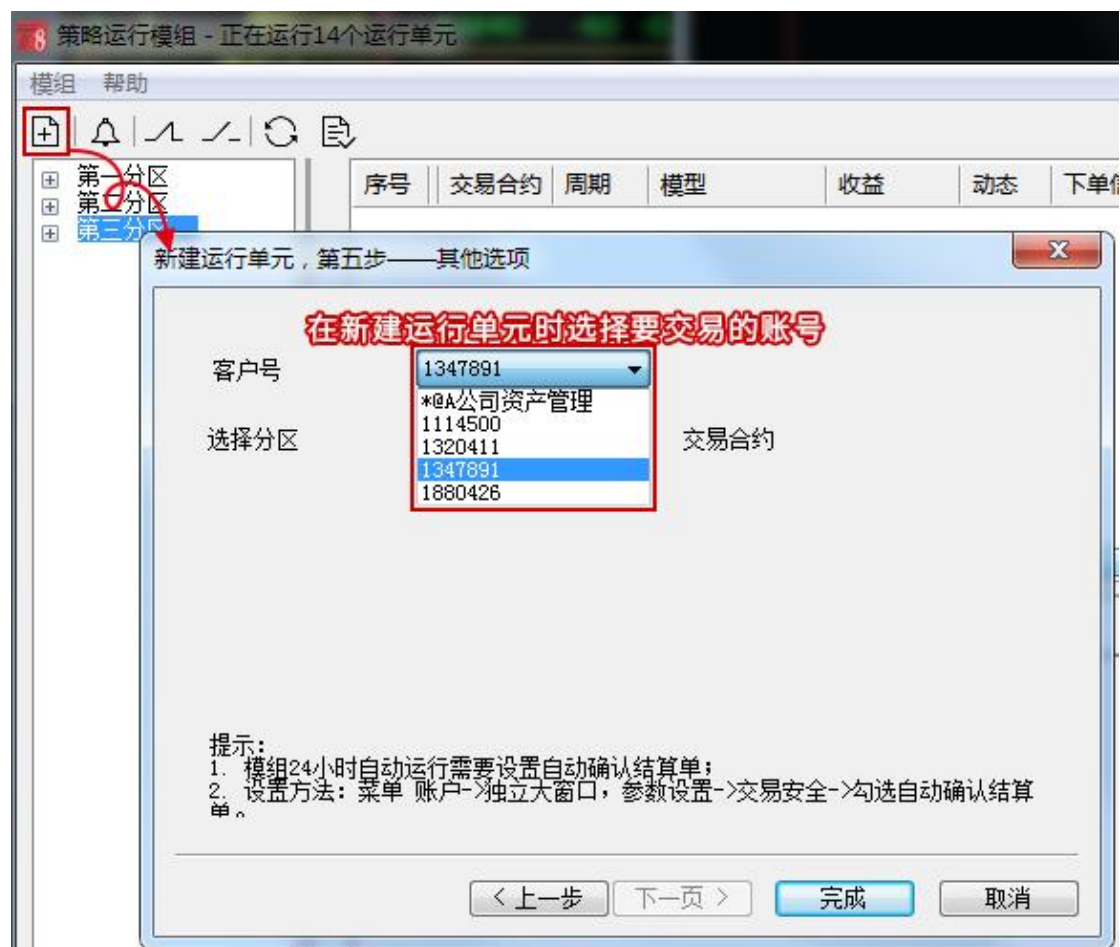 策略运行模组 - 正在运行14个运行单元
模组 帮助
序号 交易合约 周期 模型 收益 动态 下单信
第一分区
第二分区
第三分区
新建运行单元，第五步——其他选项
在新建运行单元时选择要交易的账号
客户号 1347891
*@A公司资产管理
1114500
选择分区 1320411 交易合约
1347891
1880426
提示：
1. 模组24小时自动运行需要设置自动确认结算单；
2. 设置方法：菜单 账户->独立大窗口，参数设置->交易安全->勾选自动确认结算
单。
< 上一步 下一页 > 完成 取消